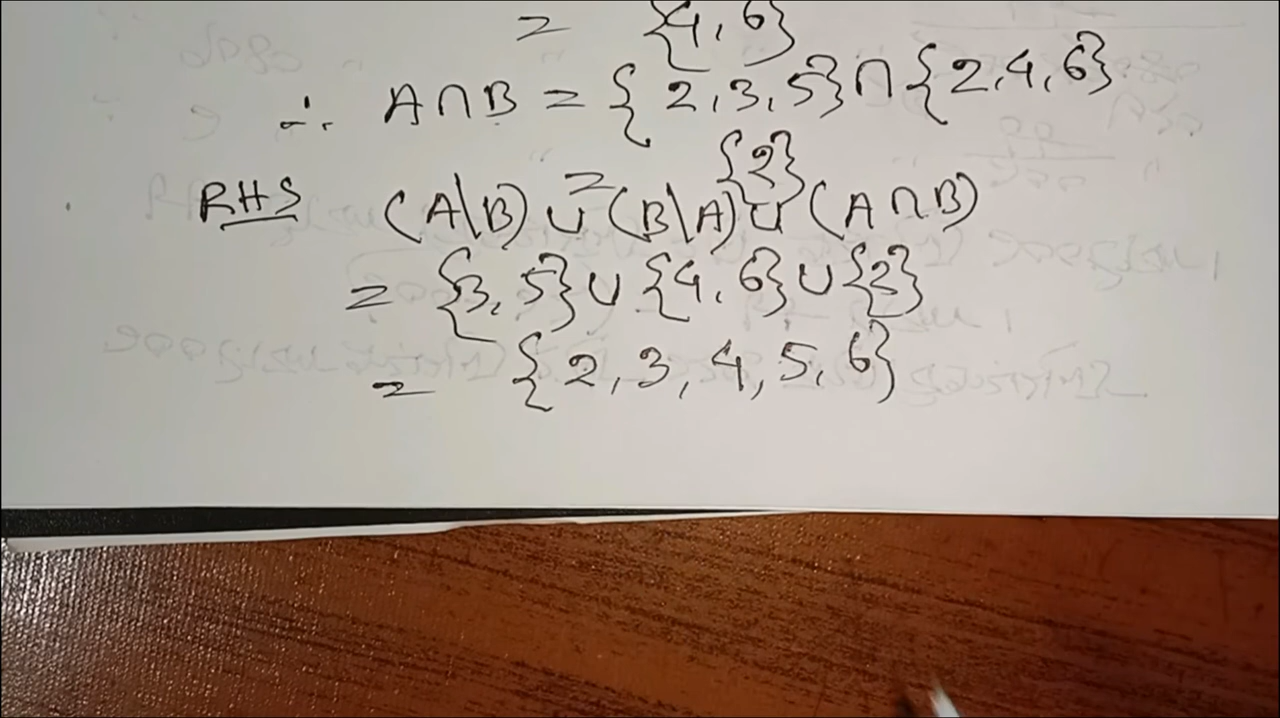 = {4, 6}
∴ A∩B = {2, 3, 5} ∩ {2, 4, 6}
= {2}
RHS (A\B) ∪ (B\A) ∪ (A∩B)
= {3, 5} ∪ {4, 6} ∪ {2}
= {2, 3, 4, 5, 6}